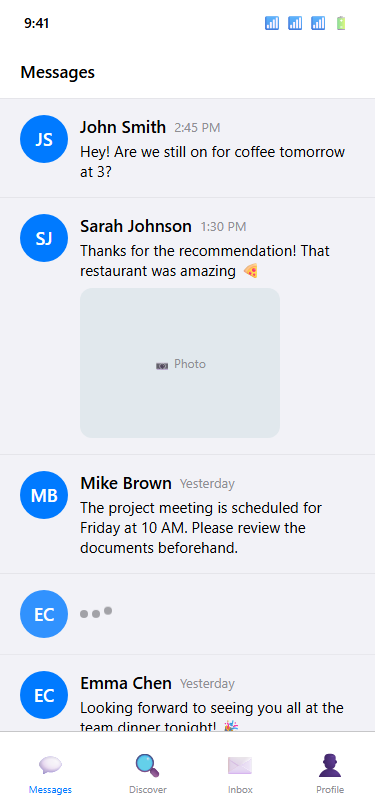 9:41
Messages
JS
John Smith 2:45 PM
Hey! Are we still on for coffee tomorrow
at 3?
SJ
Sarah Johnson 1:30 PM
Thanks for the recommendation! That
restaurant was amazing 🍕
📷 Photo
MB
Mike Brown Yesterday
The project meeting is scheduled for
Friday at 10 AM. Please review the
documents beforehand.
EC
EC
Emma Chen Yesterday
Looking forward to seeing you all at the
team dinner tonight! 🎉
Messages Discover Inbox Profile